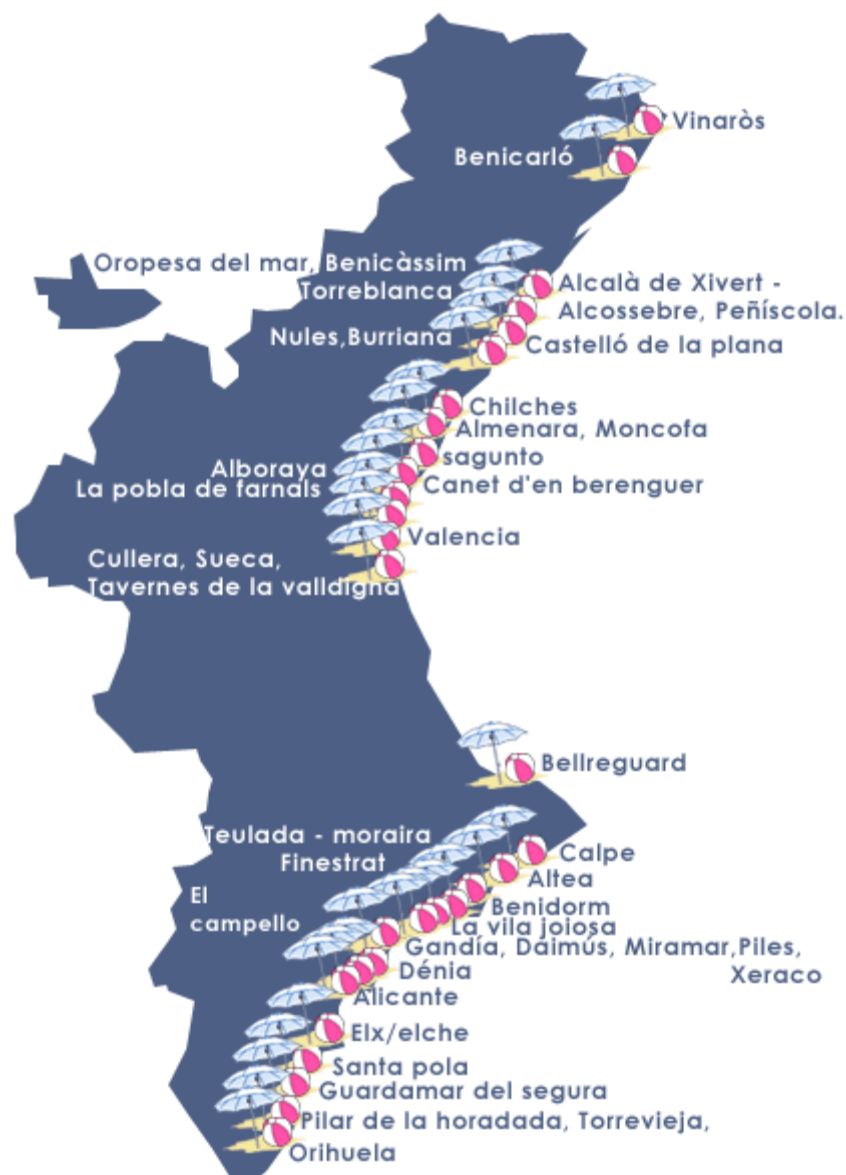 Vinaròs
Benicarló
Oropesa del mar, Benicàssim
Torreblanca
Alcalà de Xivert -
Alcossebre, Peñíscola.
Nules,Burriana
Castelló de la plana
Chilches
Almenara, Moncofa
sagunto
Alboraya
La pobla de farnals
Canet d'en berenguer
Valencia
Cullera, Sueca,
Tavernes de la valldigna
Bellreguard
Teulada - moraira
Finestrat
Calpe
Altea
El
campello
Benidorm
La vila joiosa
Gandía, Daimús, Miramar,Piles,
Xeraco
Dénia
Alicante
Elx/elche
Santa pola
Guardamar del segura
Pilar de la horadada, Torrevieja,
Orihuela